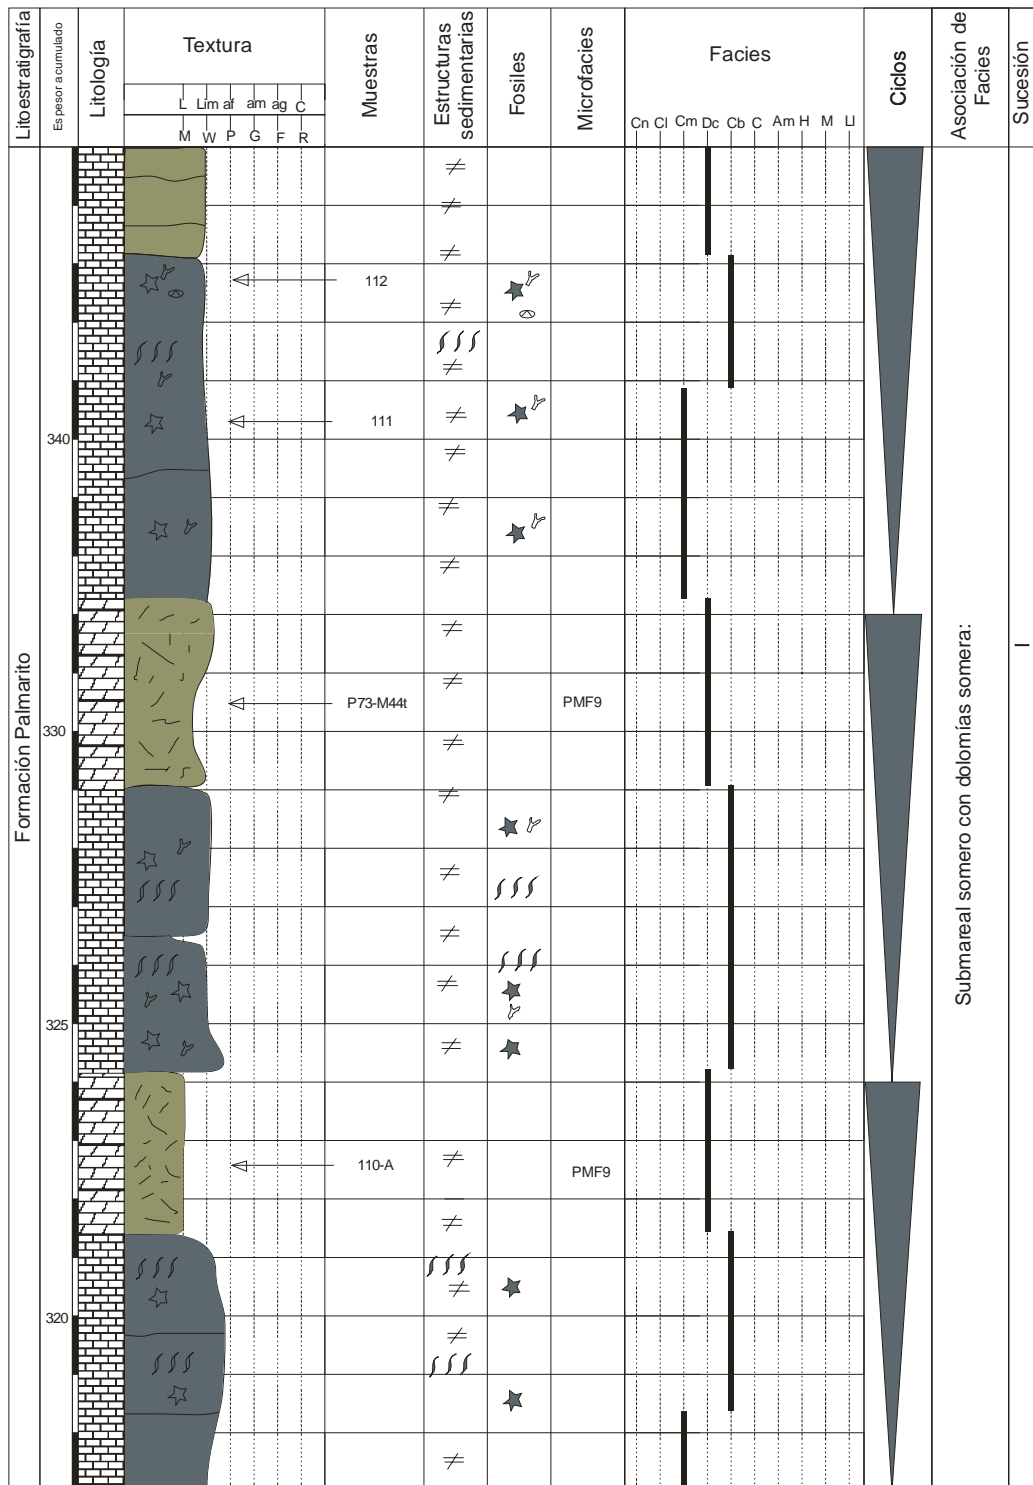 Litoestratigrafía
Espesor acumulado
Litología
Textura
L Lim af am ag C
M W P G F R
Muestras
Estructuras
sedimentarias
Fosiles
Microfacies
Facies
Cn Cl Cm Dc Cb C Am H M Ll
Ciclos
Asociación de
Facies
Sucesión
112
111
340
P73-M44t
PMF9
330
325
110-A
PMF9
320
Formación Palmarito
Submareal somero con dolomías somera:
I